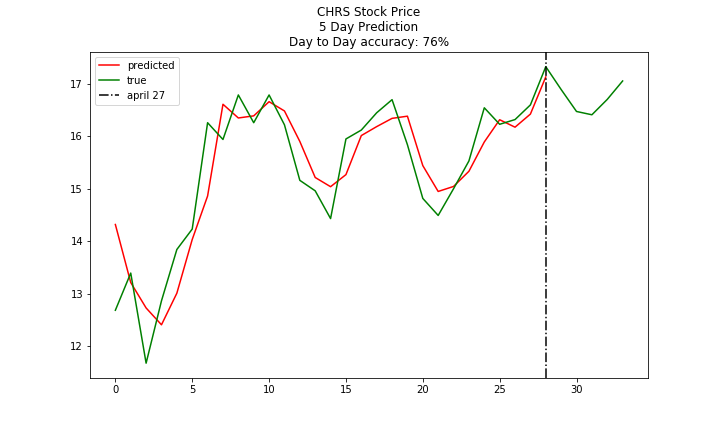 CHRS Stock Price
5 Day Prediction
Day to Day accuracy: 76%
predicted
true
april 27
17
16
15
14
13
12
0
5
10
15
20
25
30